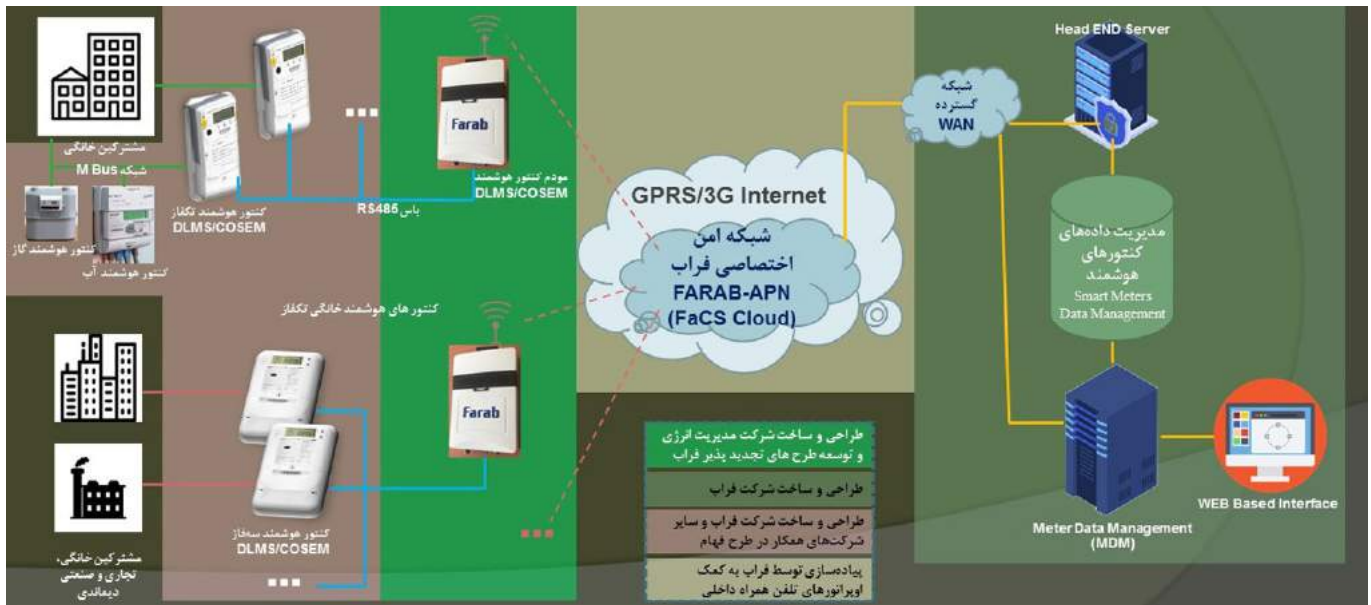 مشترکین خانگی
شبکه M Bus
کنتور هوشمند گاز
کنتور هوشمند آب
کنتور هوشمند تکفاز
DLMS/COSEM
باس RS485
Farab
مودم کنتور هوشمند
DLMS/COSEM
کنتور های هوشمند خانگی تکفاز
Farab
کنتور هوشمند سه‌فاز
DLMS/COSEM
مشترکین خانگی،
تجاری و صنعتی
دیماندی
GPRS/3G Internet
شبکه امن
اختصاصی فراب
FARAB-APN
(FaCS Cloud)
شبکه
گسترده
WAN
Head END Server
مدیریت داده‌های
کنتورهای
هوشمند
Smart Meters
Data Management
Meter Data Management
(MDM)
WEB Based Interface
طراحی و ساخت شرکت مدیریت انرژی
و توسعه طرح های تجدید پذیر فراب
طراحی و ساخت شرکت فراب
طراحی و ساخت شرکت فراب و سایر
شرکت‌های همکار در طرح فهام
پیاده‌سازی توسط فراب به کمک
اوپراتورهای تلفن همراه داخلی